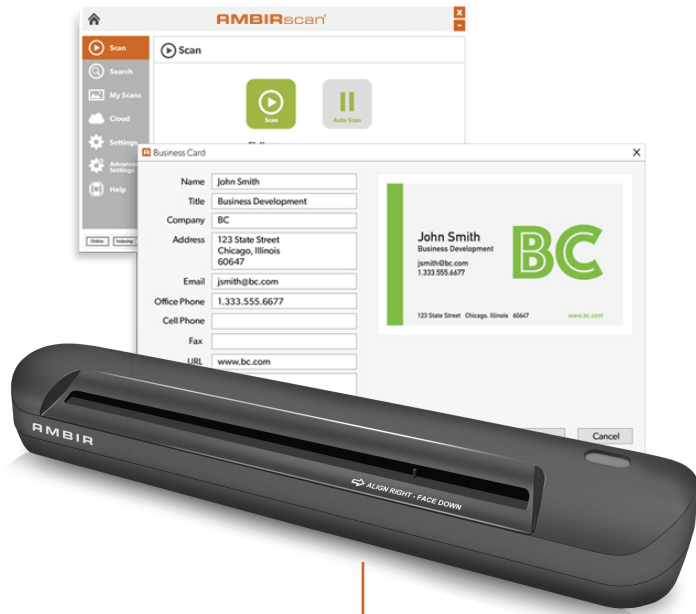 AMBIRscan
X
-
Scan
Search
My Scans
Cloud
Settings
Advanced
Settings
Help
Scan
Scan
Auto Scan
Online
Indexing
Business Card
X
Name John Smith
Title Business Development
Company BC
Address 123 State Street
Chicago, Illinois
60647
Email jsmith@bc.com
Office Phone 1.333.555.6677
Cell Phone
Fax
URL www.bc.com
John Smith
Business Development
jsmith@bc.com
1.333.555.6677
BC
123 State Street Chicago, Illinois 60647
www.bc.com
Cancel
AMBIR
ALIGN RIGHT - FACE DOWN